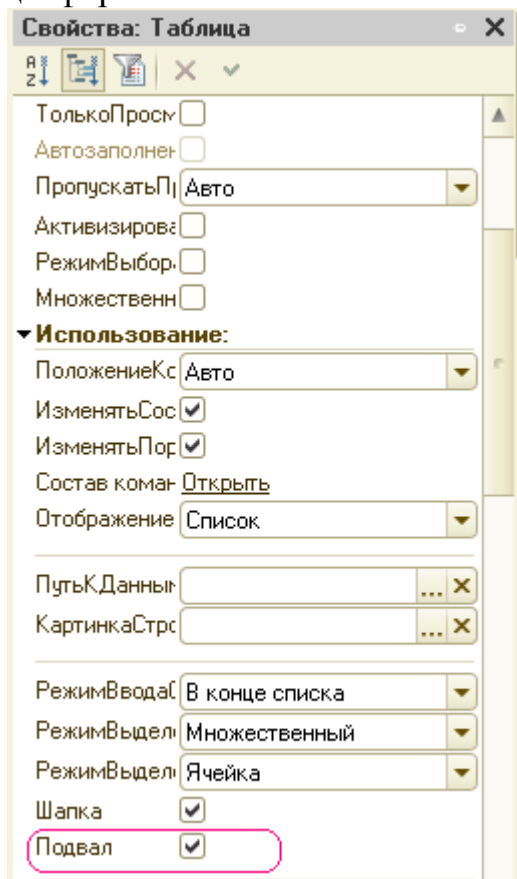 Свойства: Таблица
ТолькоПросм
Автозаполнен
ПропускатьП Авто
Активизирова
РежимВыбор
Множественн
Использование:
ПоложениеКо Авто
ИзменятьСос
ИзменятьПор
Состав коман Открыть
Отображение Список
ПутьКДанным ...
КартинкаСтро ...
РежимВвода В конце списка
РежимВыдел Множественный
РежимВыдел Ячейка
Шапка
Подвал